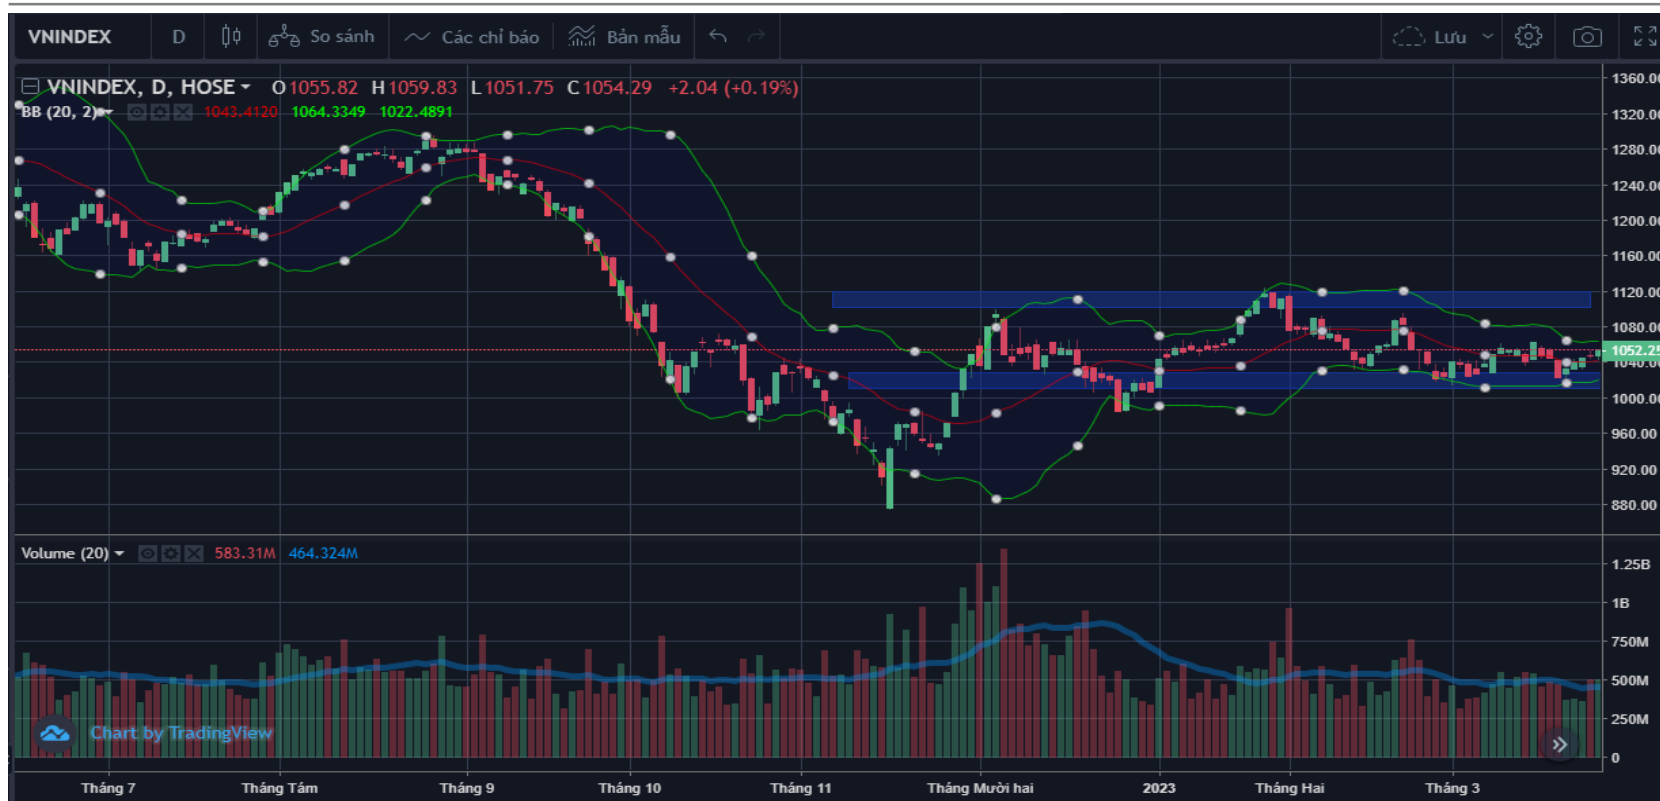 VNINDEX D So sánh Các chỉ báo Bản mẫu Lưu
VNINDEX, D, HOSE O1055.82 H1059.83 L1051.75 C1054.29 +2.04 (+0.19%)
BB (20, 2) 1043.4120 1064.3349 1022.4891
1360.00
1320.00
1280.00
1240.00
1200.00
1160.00
1120.00
1080.00
1052.25
1040.00
1000.00
960.00
920.00
880.00
Volume (20) 583.31M 464.324M
1.25B
1B
750M
500M
250M
0
Chart by TradingView
Tháng 7 Tháng Tám Tháng 9 Tháng 10 Tháng 11 Tháng Mười hai 2023 Tháng Hai Tháng 3